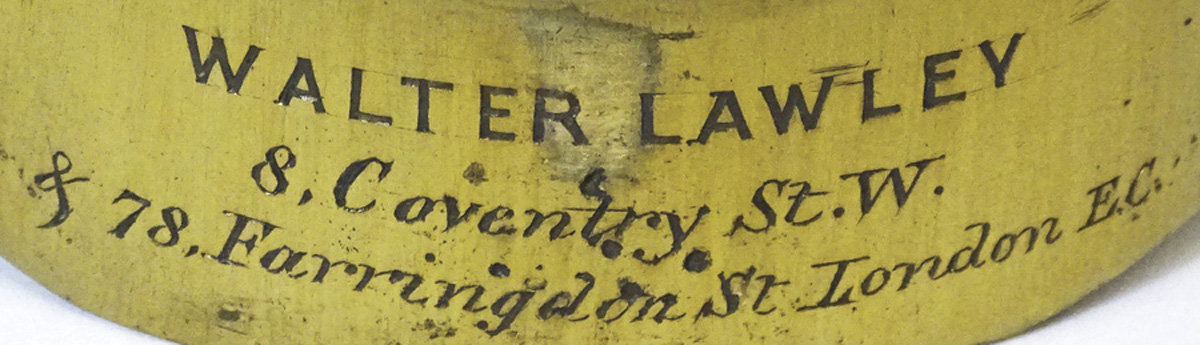 WALTER LAWLEY
8, Coventry St. W.
& 78, Farringdon St London E.C.